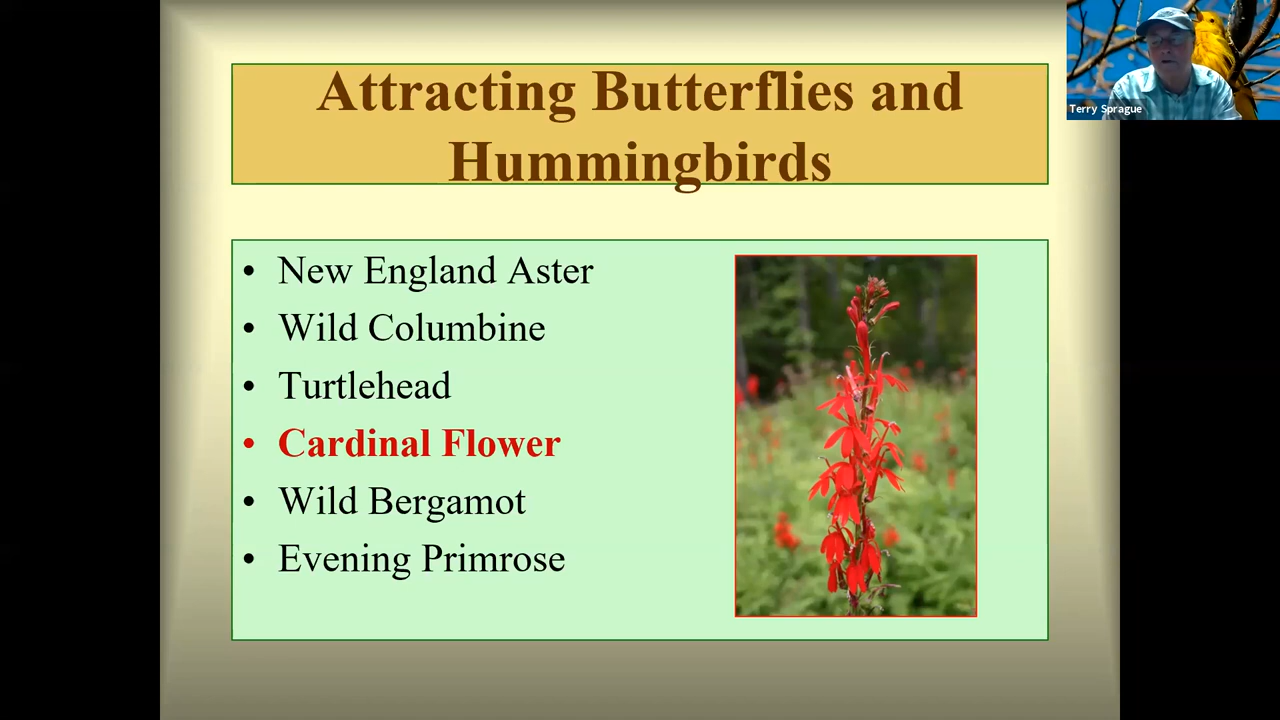 Attracting Butterflies and
Hummingbirds
Terry Sprague
• New England Aster
• Wild Columbine
• Turtlehead
• Cardinal Flower
• Wild Bergamot
• Evening Primrose